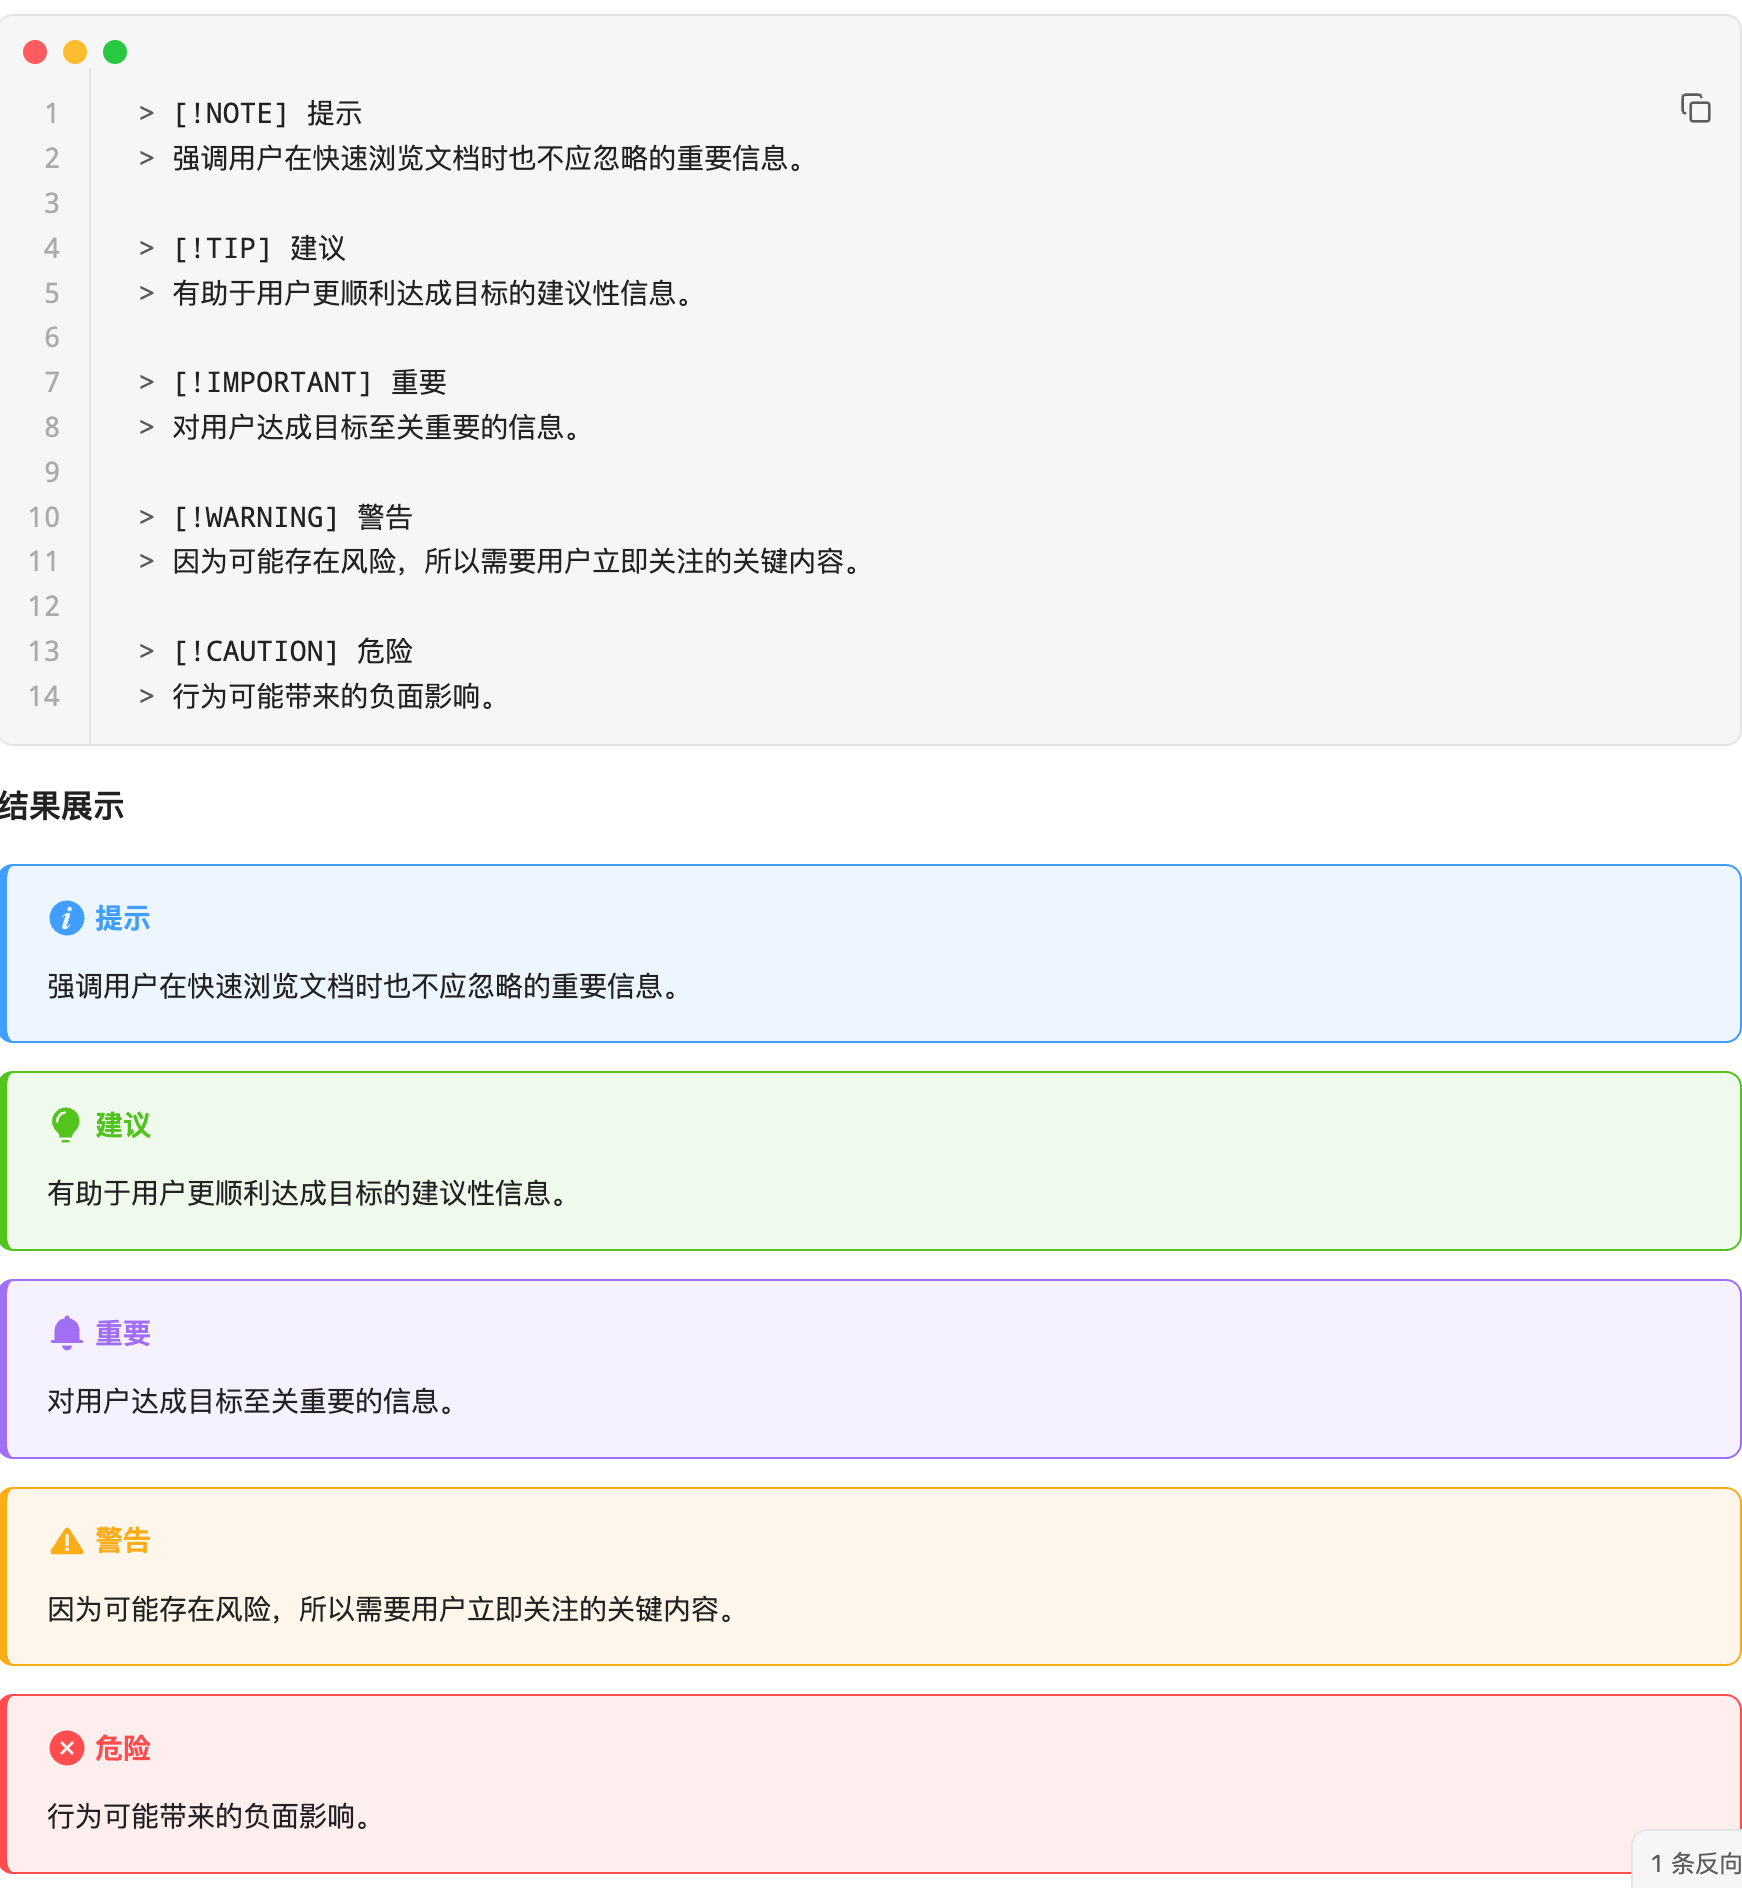 1 > [!NOTE] 提示
2 > 强调用户在快速浏览文档时也不应忽略的重要信息。
3
4 > [!TIP] 建议
5 > 有助于用户更顺利达成目标的建议性信息。
6
7 > [!IMPORTANT] 重要
8 > 对用户达成目标至关重要的信息。
9
10 > [!WARNING] 警告
11 > 因为可能存在风险，所以需要用户立即关注的关键内容。
12
13 > [!CAUTION] 危险
14 > 行为可能带来的负面影响。
结果展示
提示
强调用户在快速浏览文档时也不应忽略的重要信息。
建议
有助于用户更顺利达成目标的建议性信息。
重要
对用户达成目标至关重要的信息。
警告
因为可能存在风险，所以需要用户立即关注的关键内容。
危险
行为可能带来的负面影响。
1 条反向